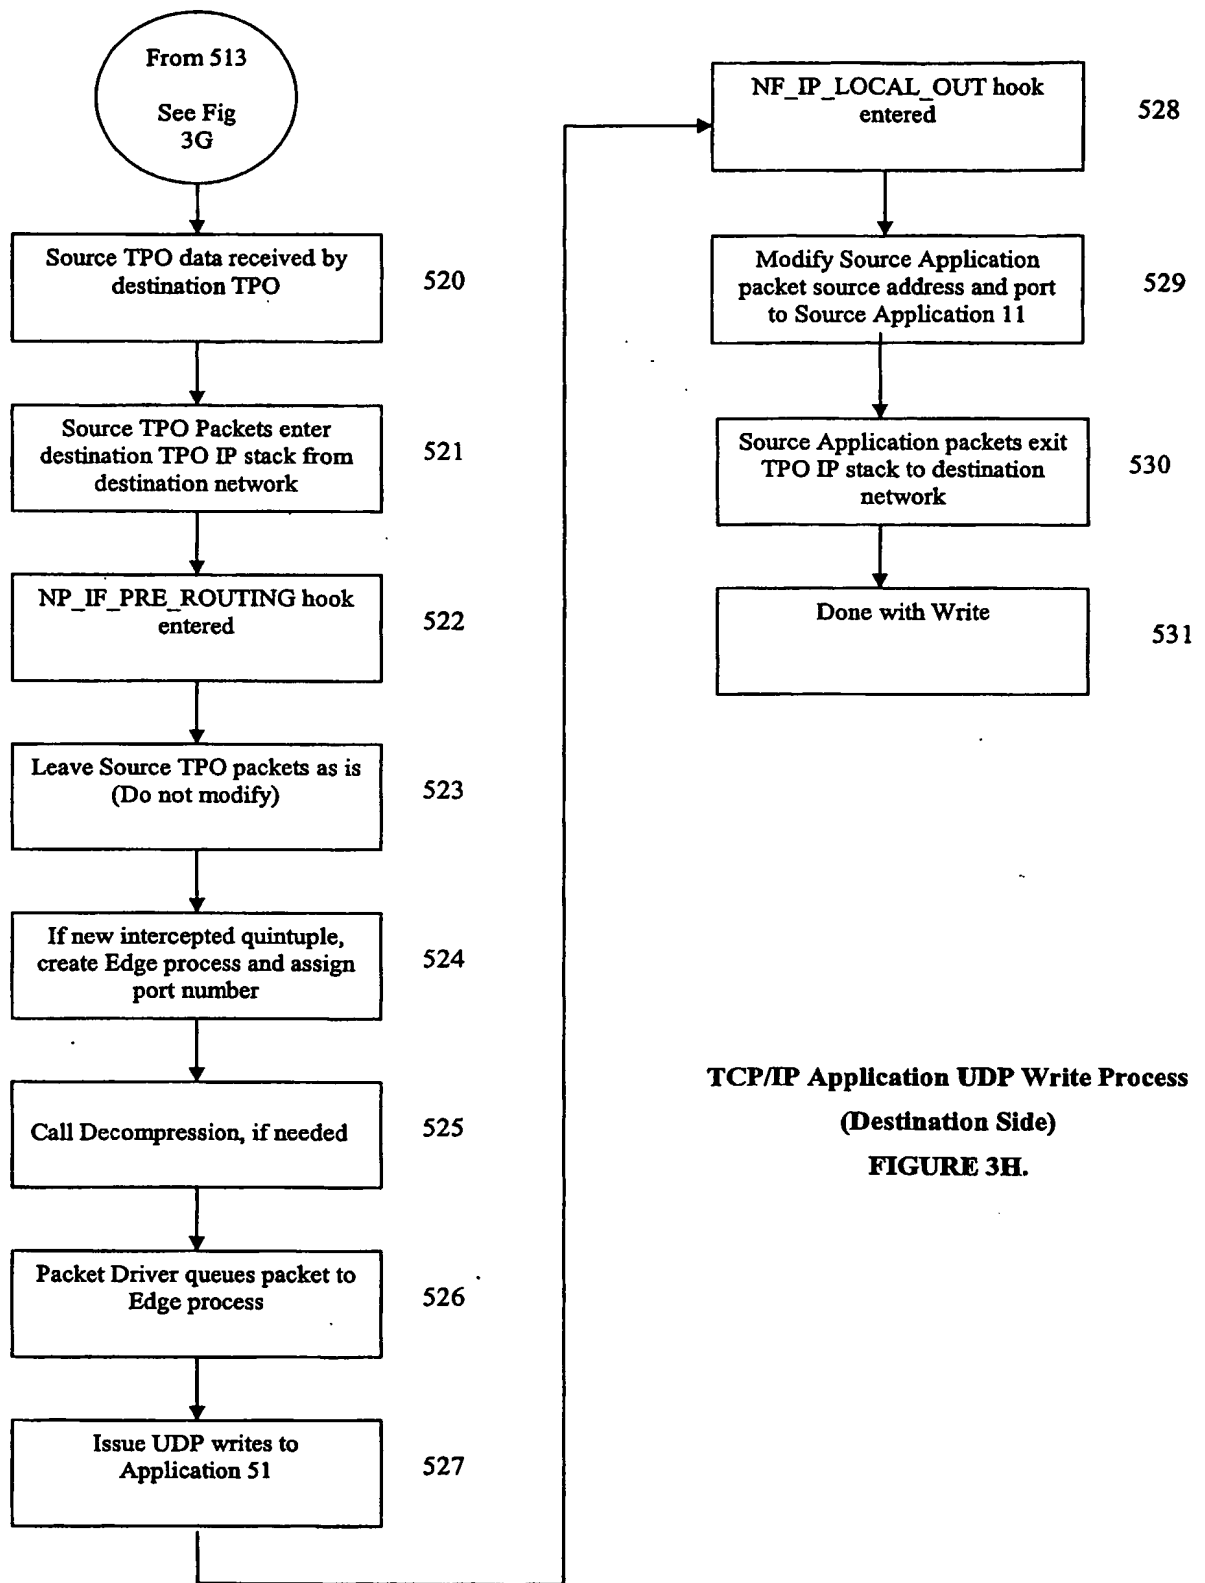 From 513
See Fig
3G
Source TPO data received by
destination TPO
520
Source TPO Packets enter
destination TPO IP stack from
destination network
521
NP_IF_PRE_ROUTING hook
entered
522
Leave Source TPO packets as is
(Do not modify)
523
If new intercepted quintuple,
create Edge process and assign
port number
524
Call Decompression, if needed
525
Packet Driver queues packet to
Edge process
526
Issue UDP writes to
Application 51
527
NF_IP_LOCAL_OUT hook
entered
528
Modify Source Application
packet source address and port
to Source Application 11
529
Source Application packets exit
TPO IP stack to destination
network
530
Done with Write
531
TCP/IP Application UDP Write Process
(Destination Side)
FIGURE 3H.